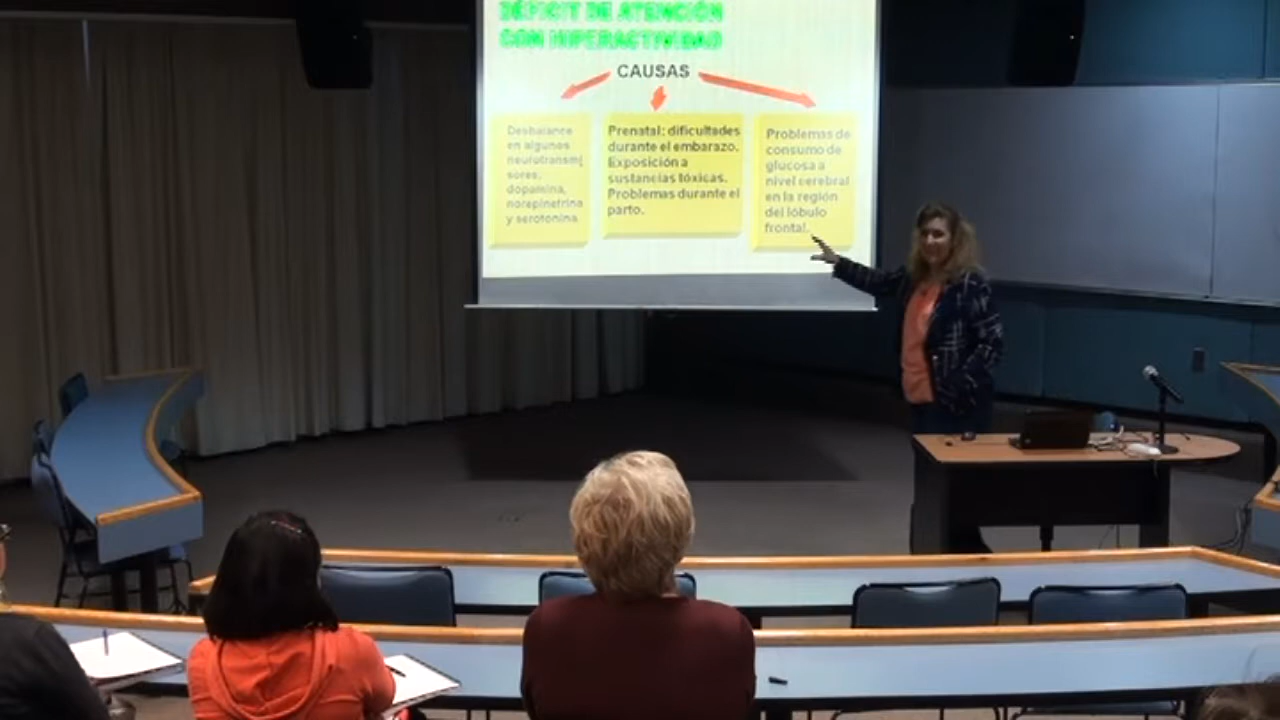 DÉFICIT DE ATENCIÓN
CON HIPERACTIVIDAD
CAUSAS
Desbalance
en algunos
neurotransmi
sores:
dopamina,
norepinefrina
y serotonina.
Prenatal: dificultades
durante el embarazo.
Exposición a
sustancias tóxicas.
Problemas durante el
parto.
Problemas de
consumo de
glucosa a
nivel cerebral
en la región
del lóbulo
frontal.